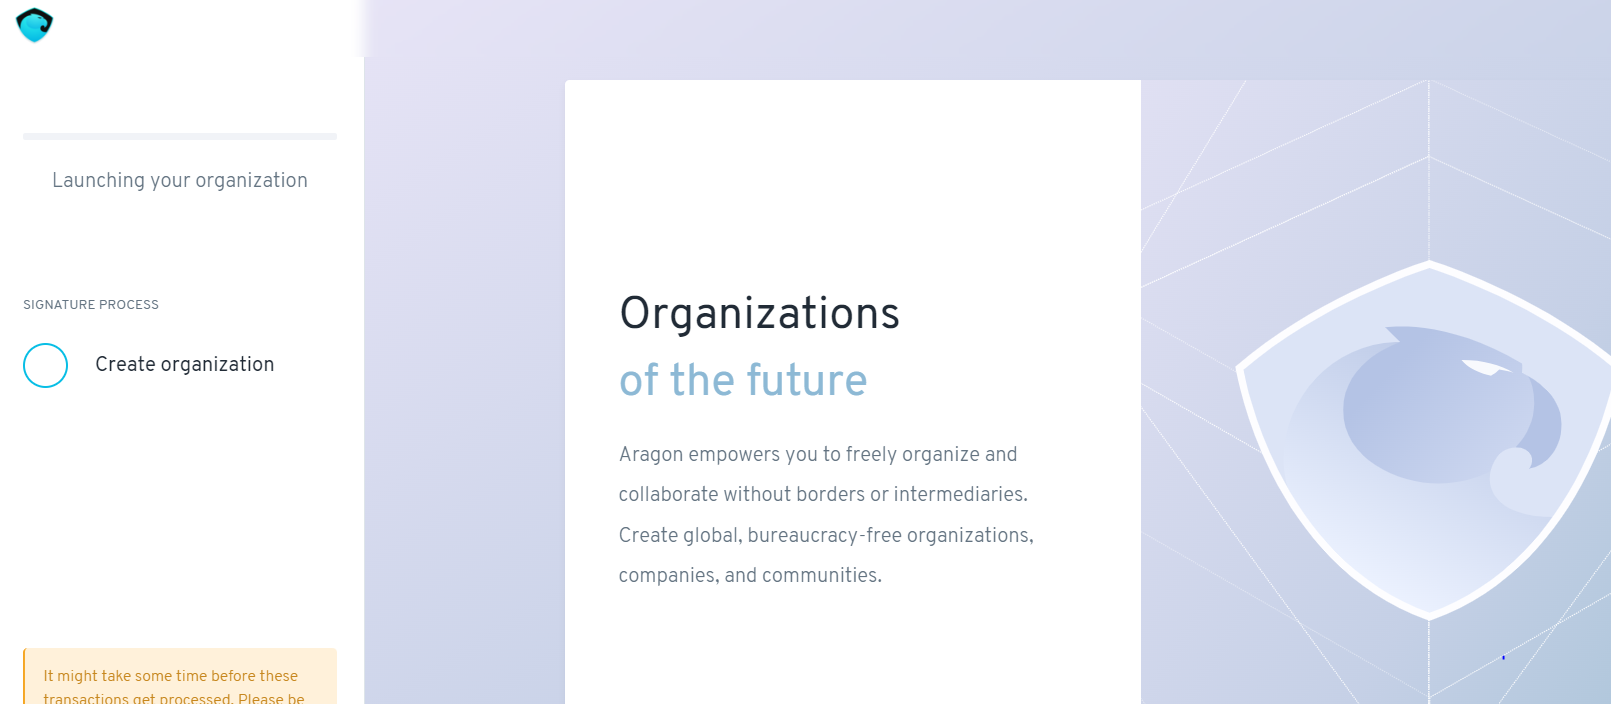 Launching your organization
SIGNATURE PROCESS
Create organization
It might take some time before these
transactions get processed. Please be
Organizations
of the future
Aragon empowers you to freely organize and
collaborate without borders or intermediaries.
Create global, bureaucracy-free organizations,
companies, and communities.